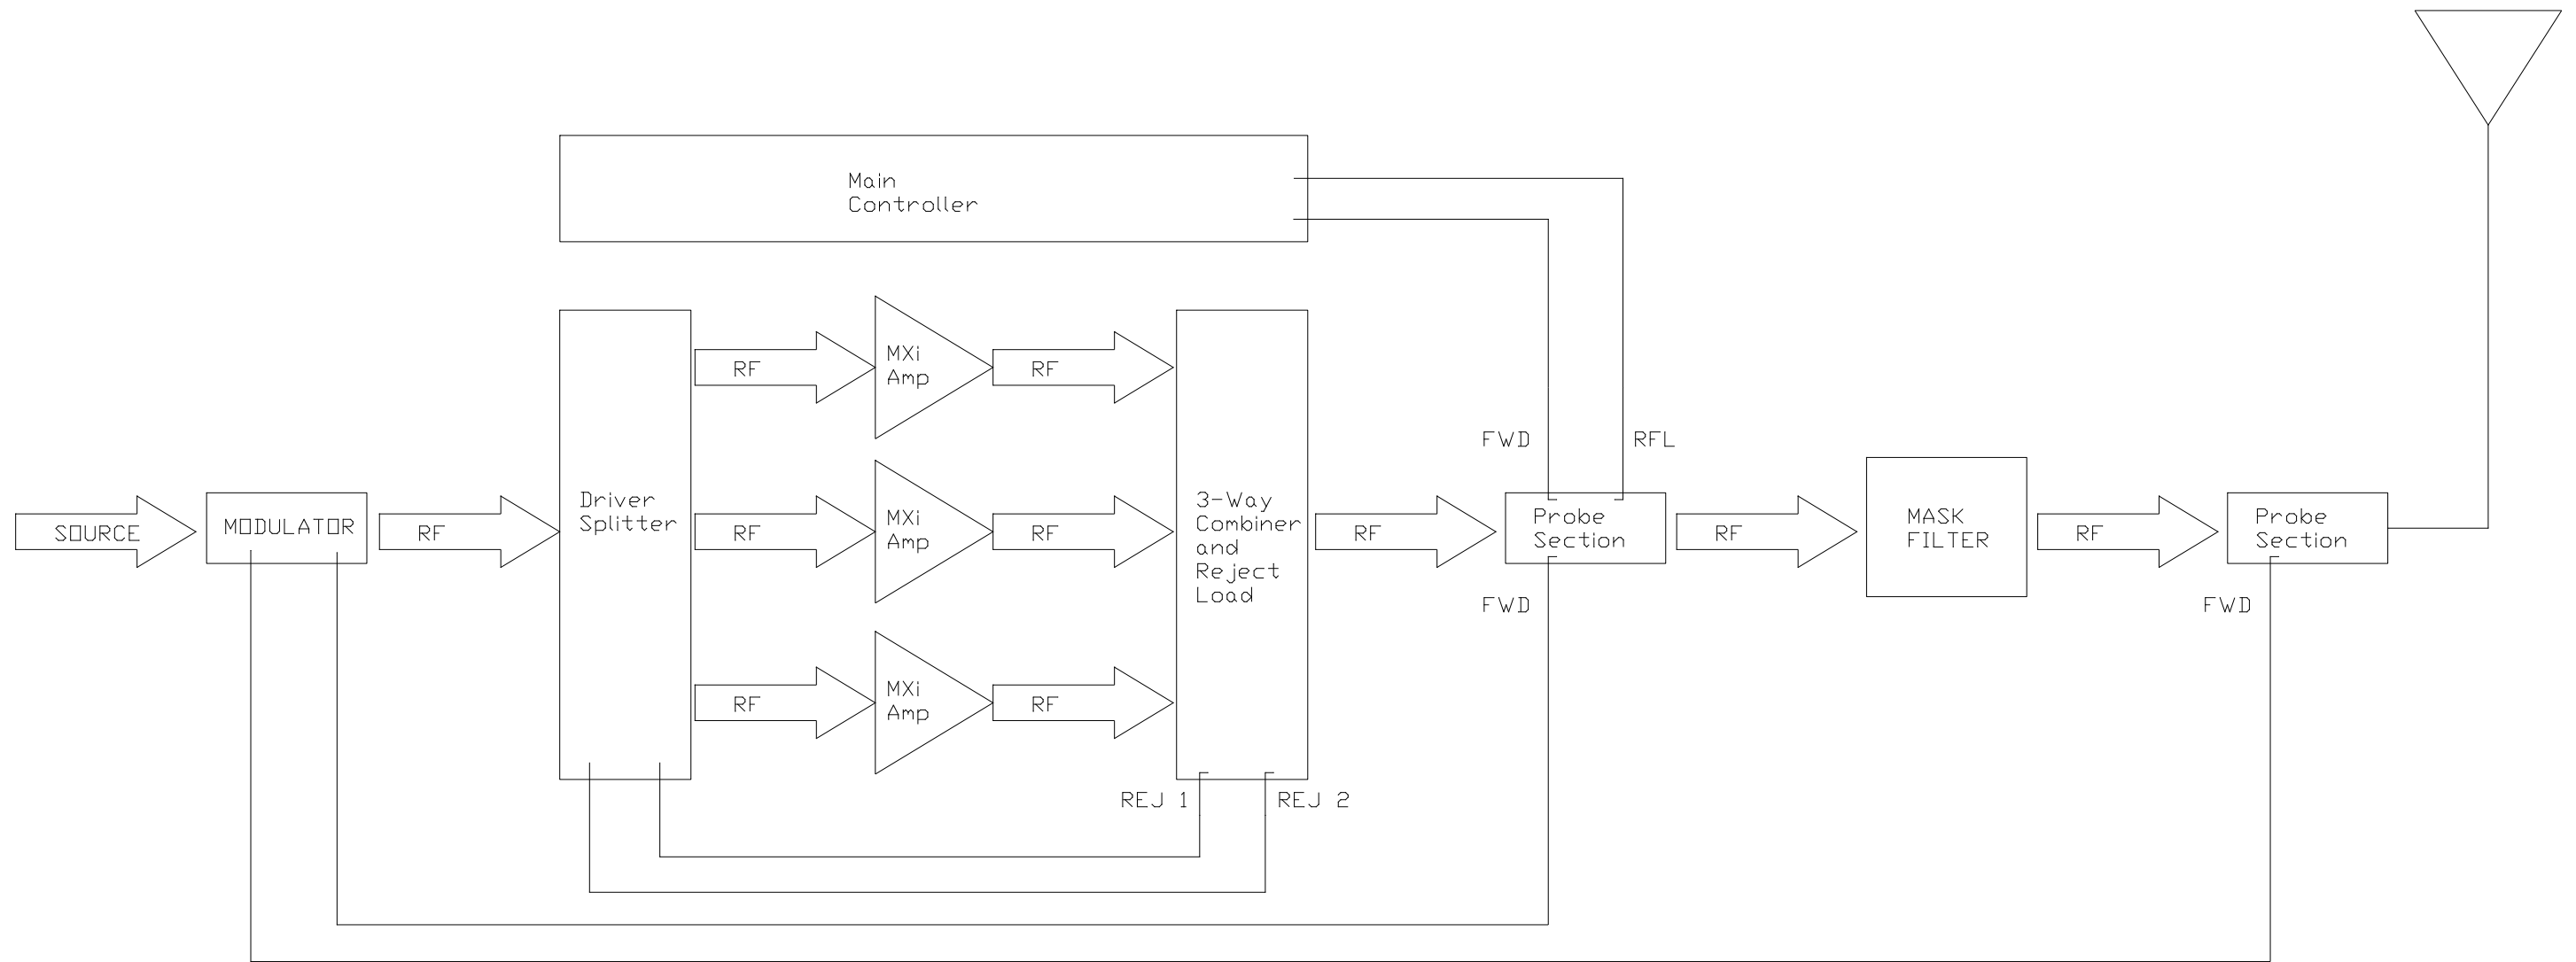 Main
Controller
MXi
Amp
RF
RF
FWD
RFL
SOURCE
MODULATOR
RF
Driver
Splitter
RF
MXi
Amp
RF
3-Way
Combiner
and
Reject
Load
RF
Probe
Section
RF
MASK
FILTER
RF
Probe
Section
FWD
FWD
RF
MXi
Amp
RF
REJ 1
REJ 2